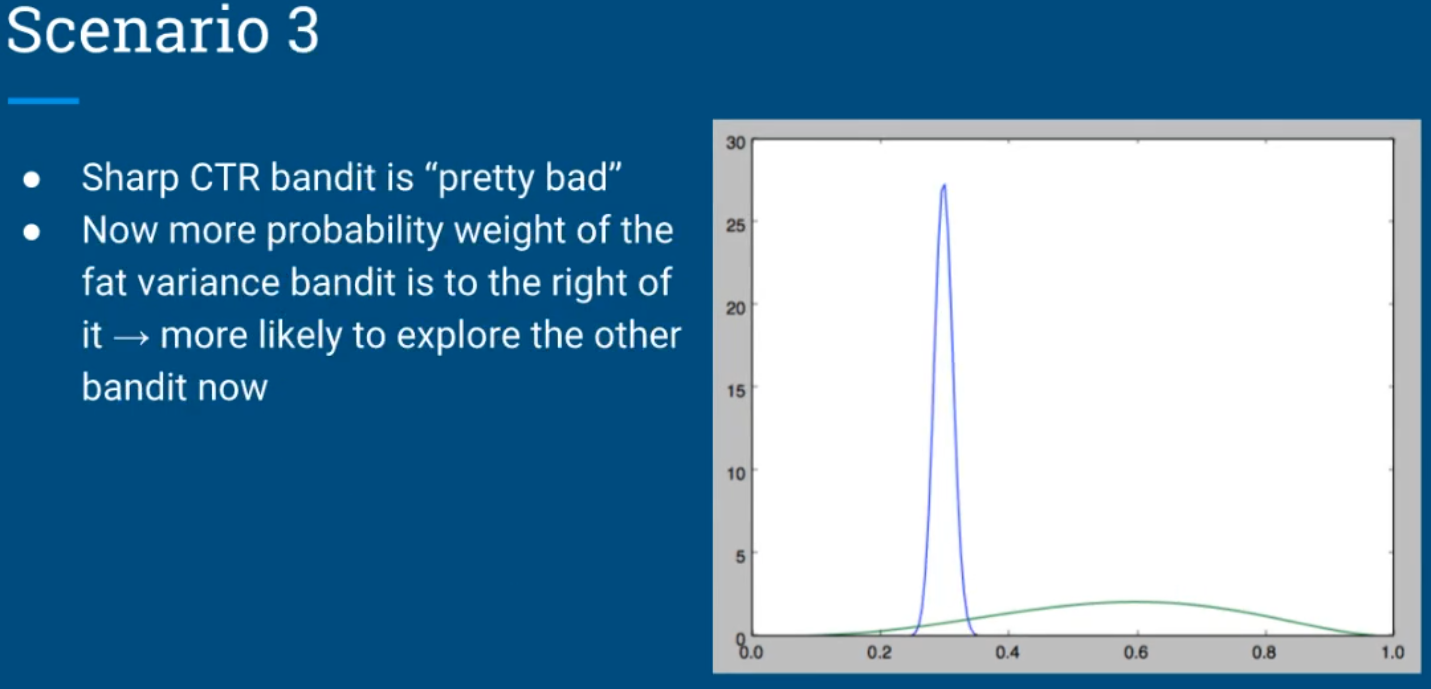 Scenario 3
● Sharp CTR bandit is “pretty bad”
● Now more probability weight of the
fat variance bandit is to the right of
it → more likely to explore the other
bandit now
30
25
20
15
10
5
0
0.0 0.2 0.4 0.6 0.8 1.0